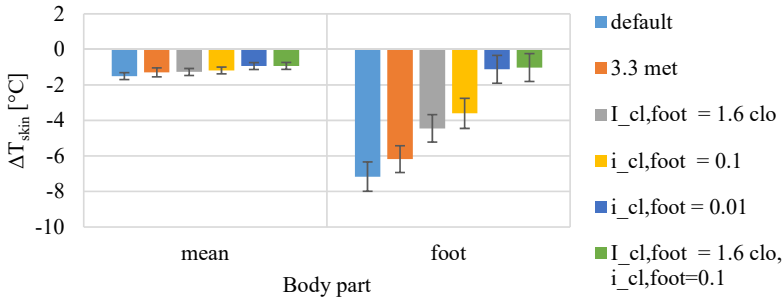 2
0
-2
-4
-6
-8
-10
ΔT_skin [°C]
mean
foot
Body part
default
3.3 met
I_cl,foot = 1.6 clo
i_cl,foot = 0.1
i_cl,foot = 0.01
I_cl,foot = 1.6 clo,
i_cl,foot=0.1